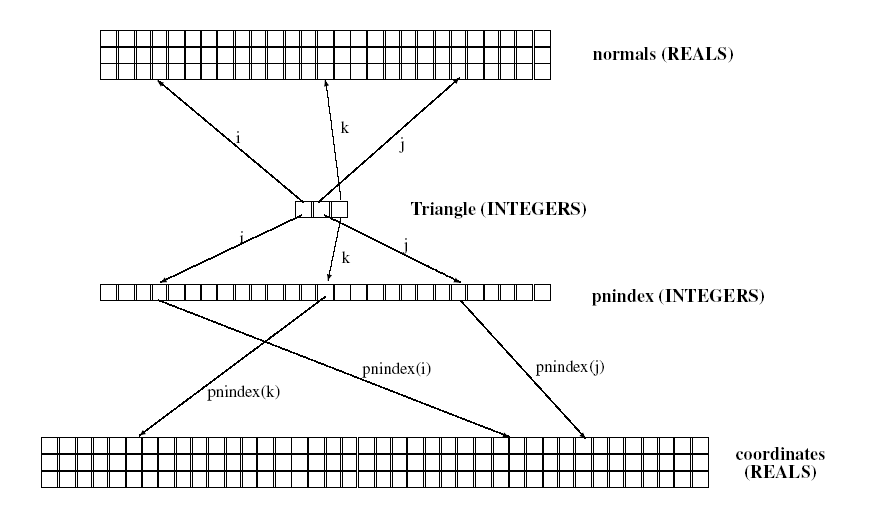 normals (REALS)
i
k
j
Triangle (INTEGERS)
i
j
k
pnindex (INTEGERS)
pnindex(i)
pnindex(j)
pnindex(k)
coordinates
(REALS)